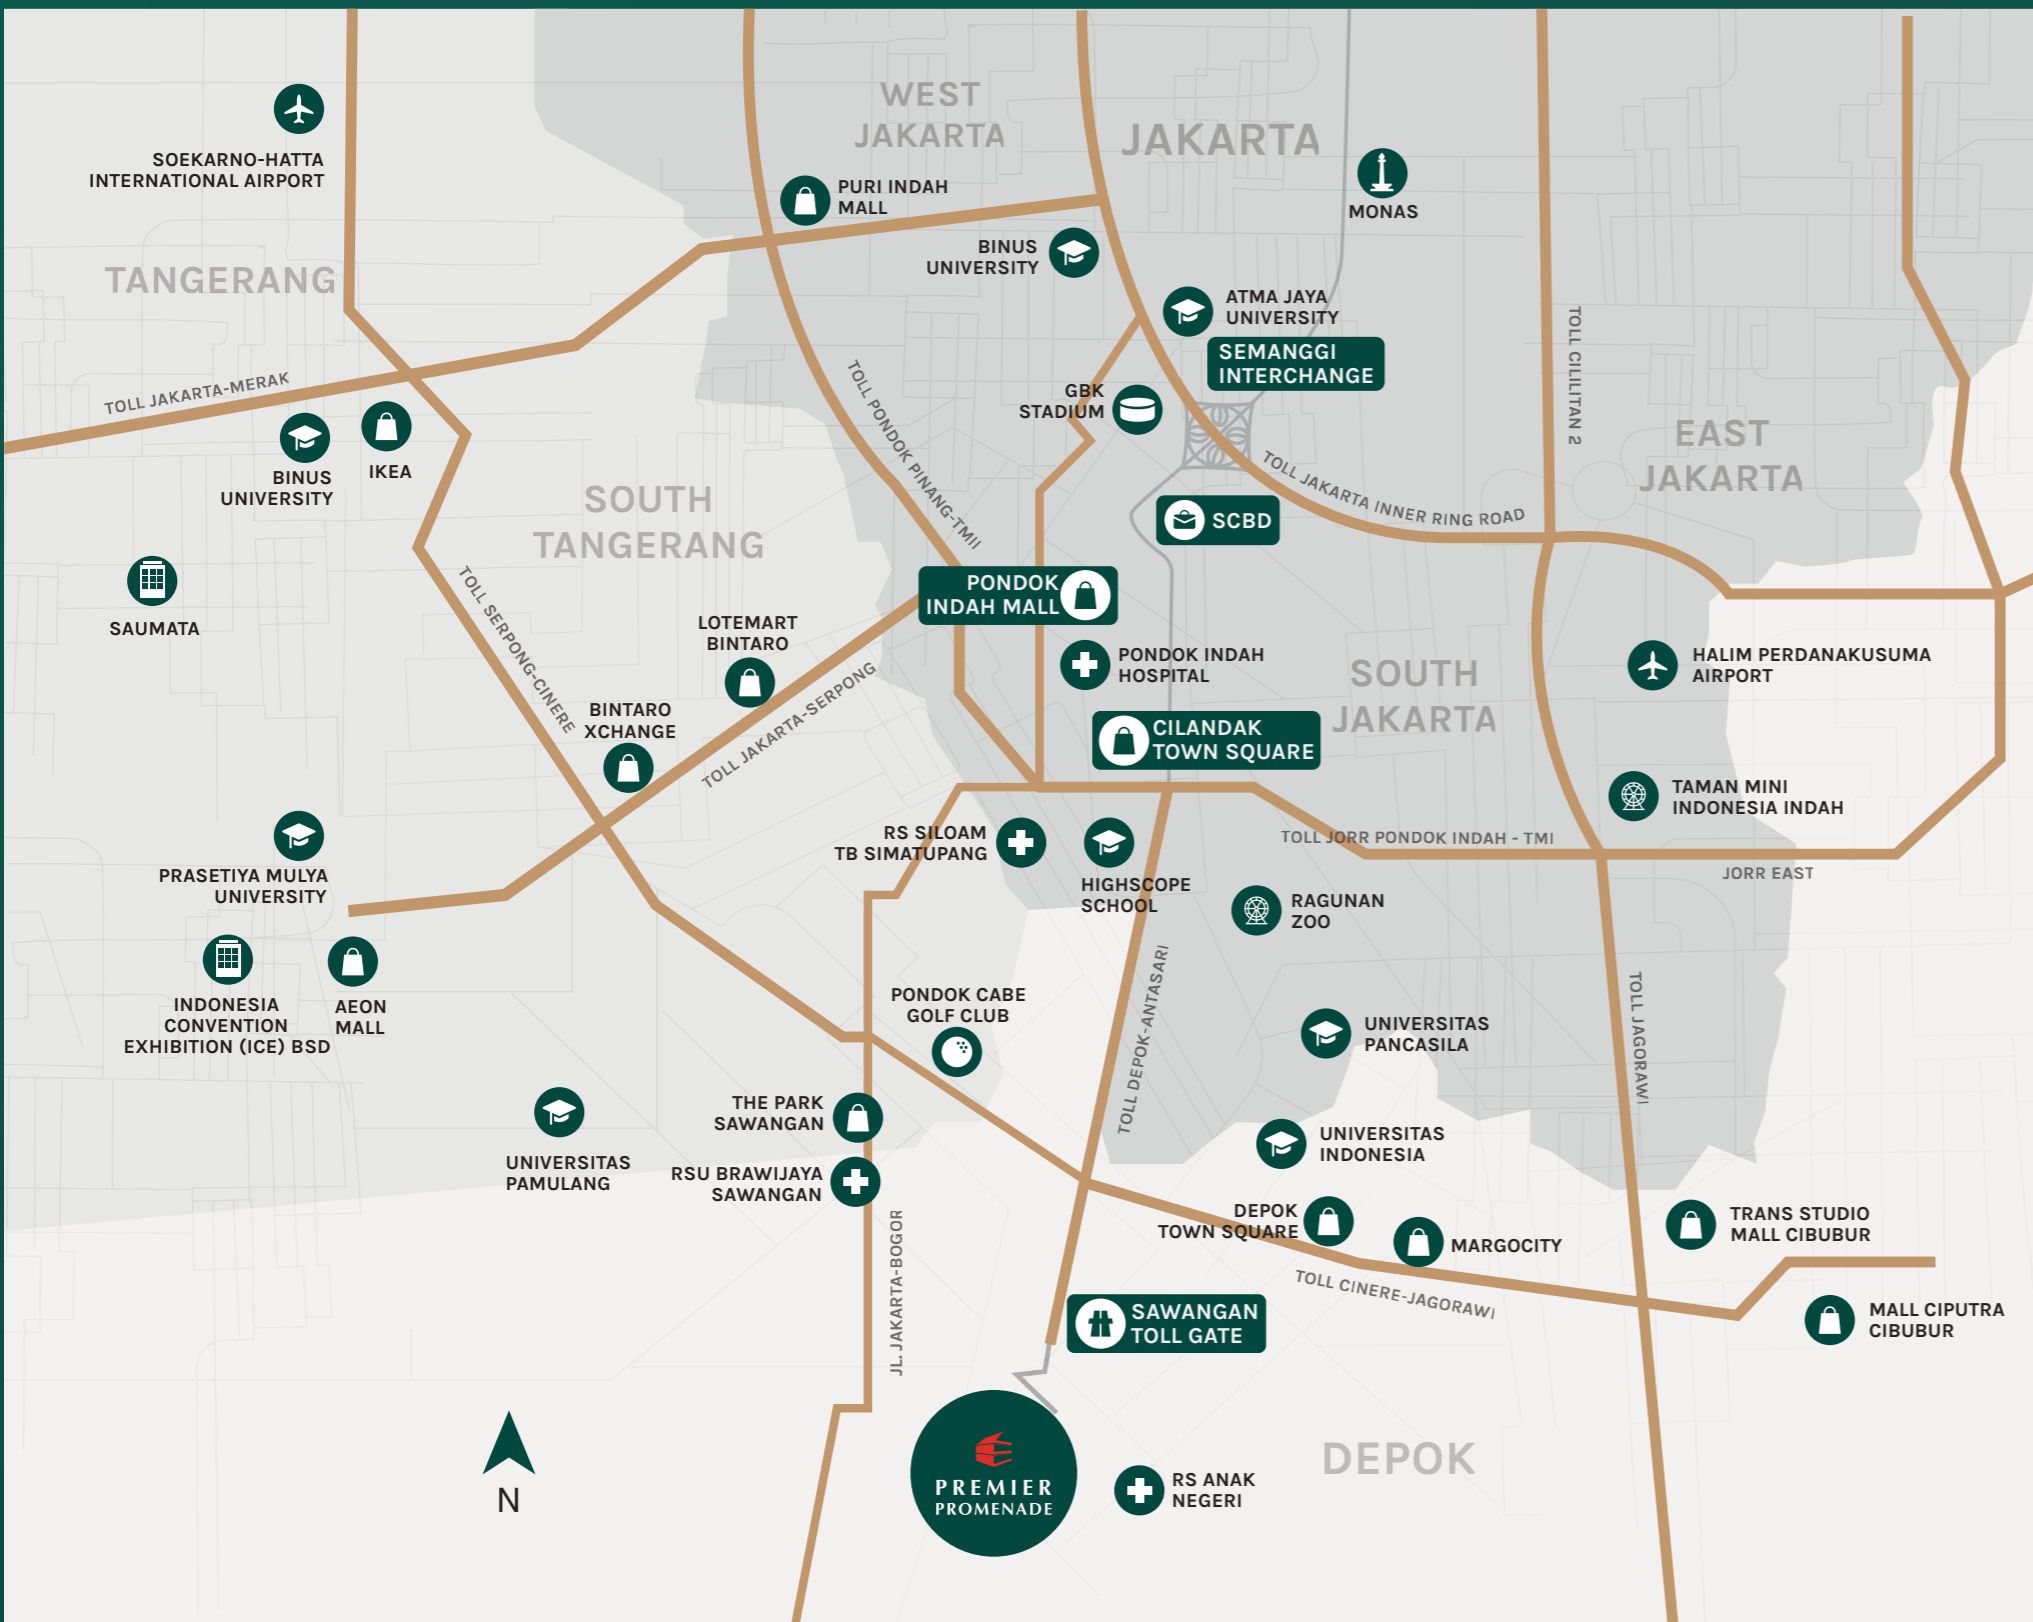 WEST
JAKARTA
JAKARTA
SOEKARNO-HATTA
INTERNATIONAL AIRPORT
PURI INDAH
MALL
MONAS
BINUS
UNIVERSITY
TANGERANG
ATMA JAYA
UNIVERSITY
SEMANGGI
INTERCHANGE
TOLL CILILITAN 2
TOLL JAKARTA-MERAK
GBK
STADIUM
TOLL PONDOK PINANG-TMII
EAST
JAKARTA
BINUS
UNIVERSITY
IKEA
SOUTH
TANGERANG
TOLL JAKARTA INNER RING ROAD
SCBD
PONDOK
INDAH MALL
SAUMATA
TOLL SERPONG-CINERE
LOTEMART
BINTARO
PONDOK INDAH
HOSPITAL
SOUTH
JAKARTA
HALIM PERDANAKUSUMA
AIRPORT
BINTARO
XCHANGE
TOLL JAKARTA-SERPONG
CILANDAK
TOWN SQUARE
TAMAN MINI
INDONESIA INDAH
RS SILOAM
TB SIMATUPANG
TOLL JORR PONDOK INDAH - TMI
JORR EAST
PRASETIYA MULYA
UNIVERSITY
HIGHSCOPE
SCHOOL
RAGUNAN
ZOO
INDONESIA
CONVENTION
EXHIBITION (ICE) BSD
AEON
MALL
PONDOK CABE
GOLF CLUB
TOLL DEPOK-ANTASARI
UNIVERSITAS
PANCASILA
TOLL JAGORAWI
THE PARK
SAWANGAN
UNIVERSITAS
PAMULANG
RSU BRAWIJAYA
SAWANGAN
UNIVERSITAS
INDONESIA
DEPOK
TOWN SQUARE
MARGOCITY
TRANS STUDIO
MALL CIBUBUR
JL. JAKARTA-BOGOR
TOLL CINERE-JAGORAWI
SAWANGAN
TOLL GATE
MALL CIPUTRA
CIBUBUR
N
PREMIER
PROMENADE
RS ANAK
NEGERI
DEPOK